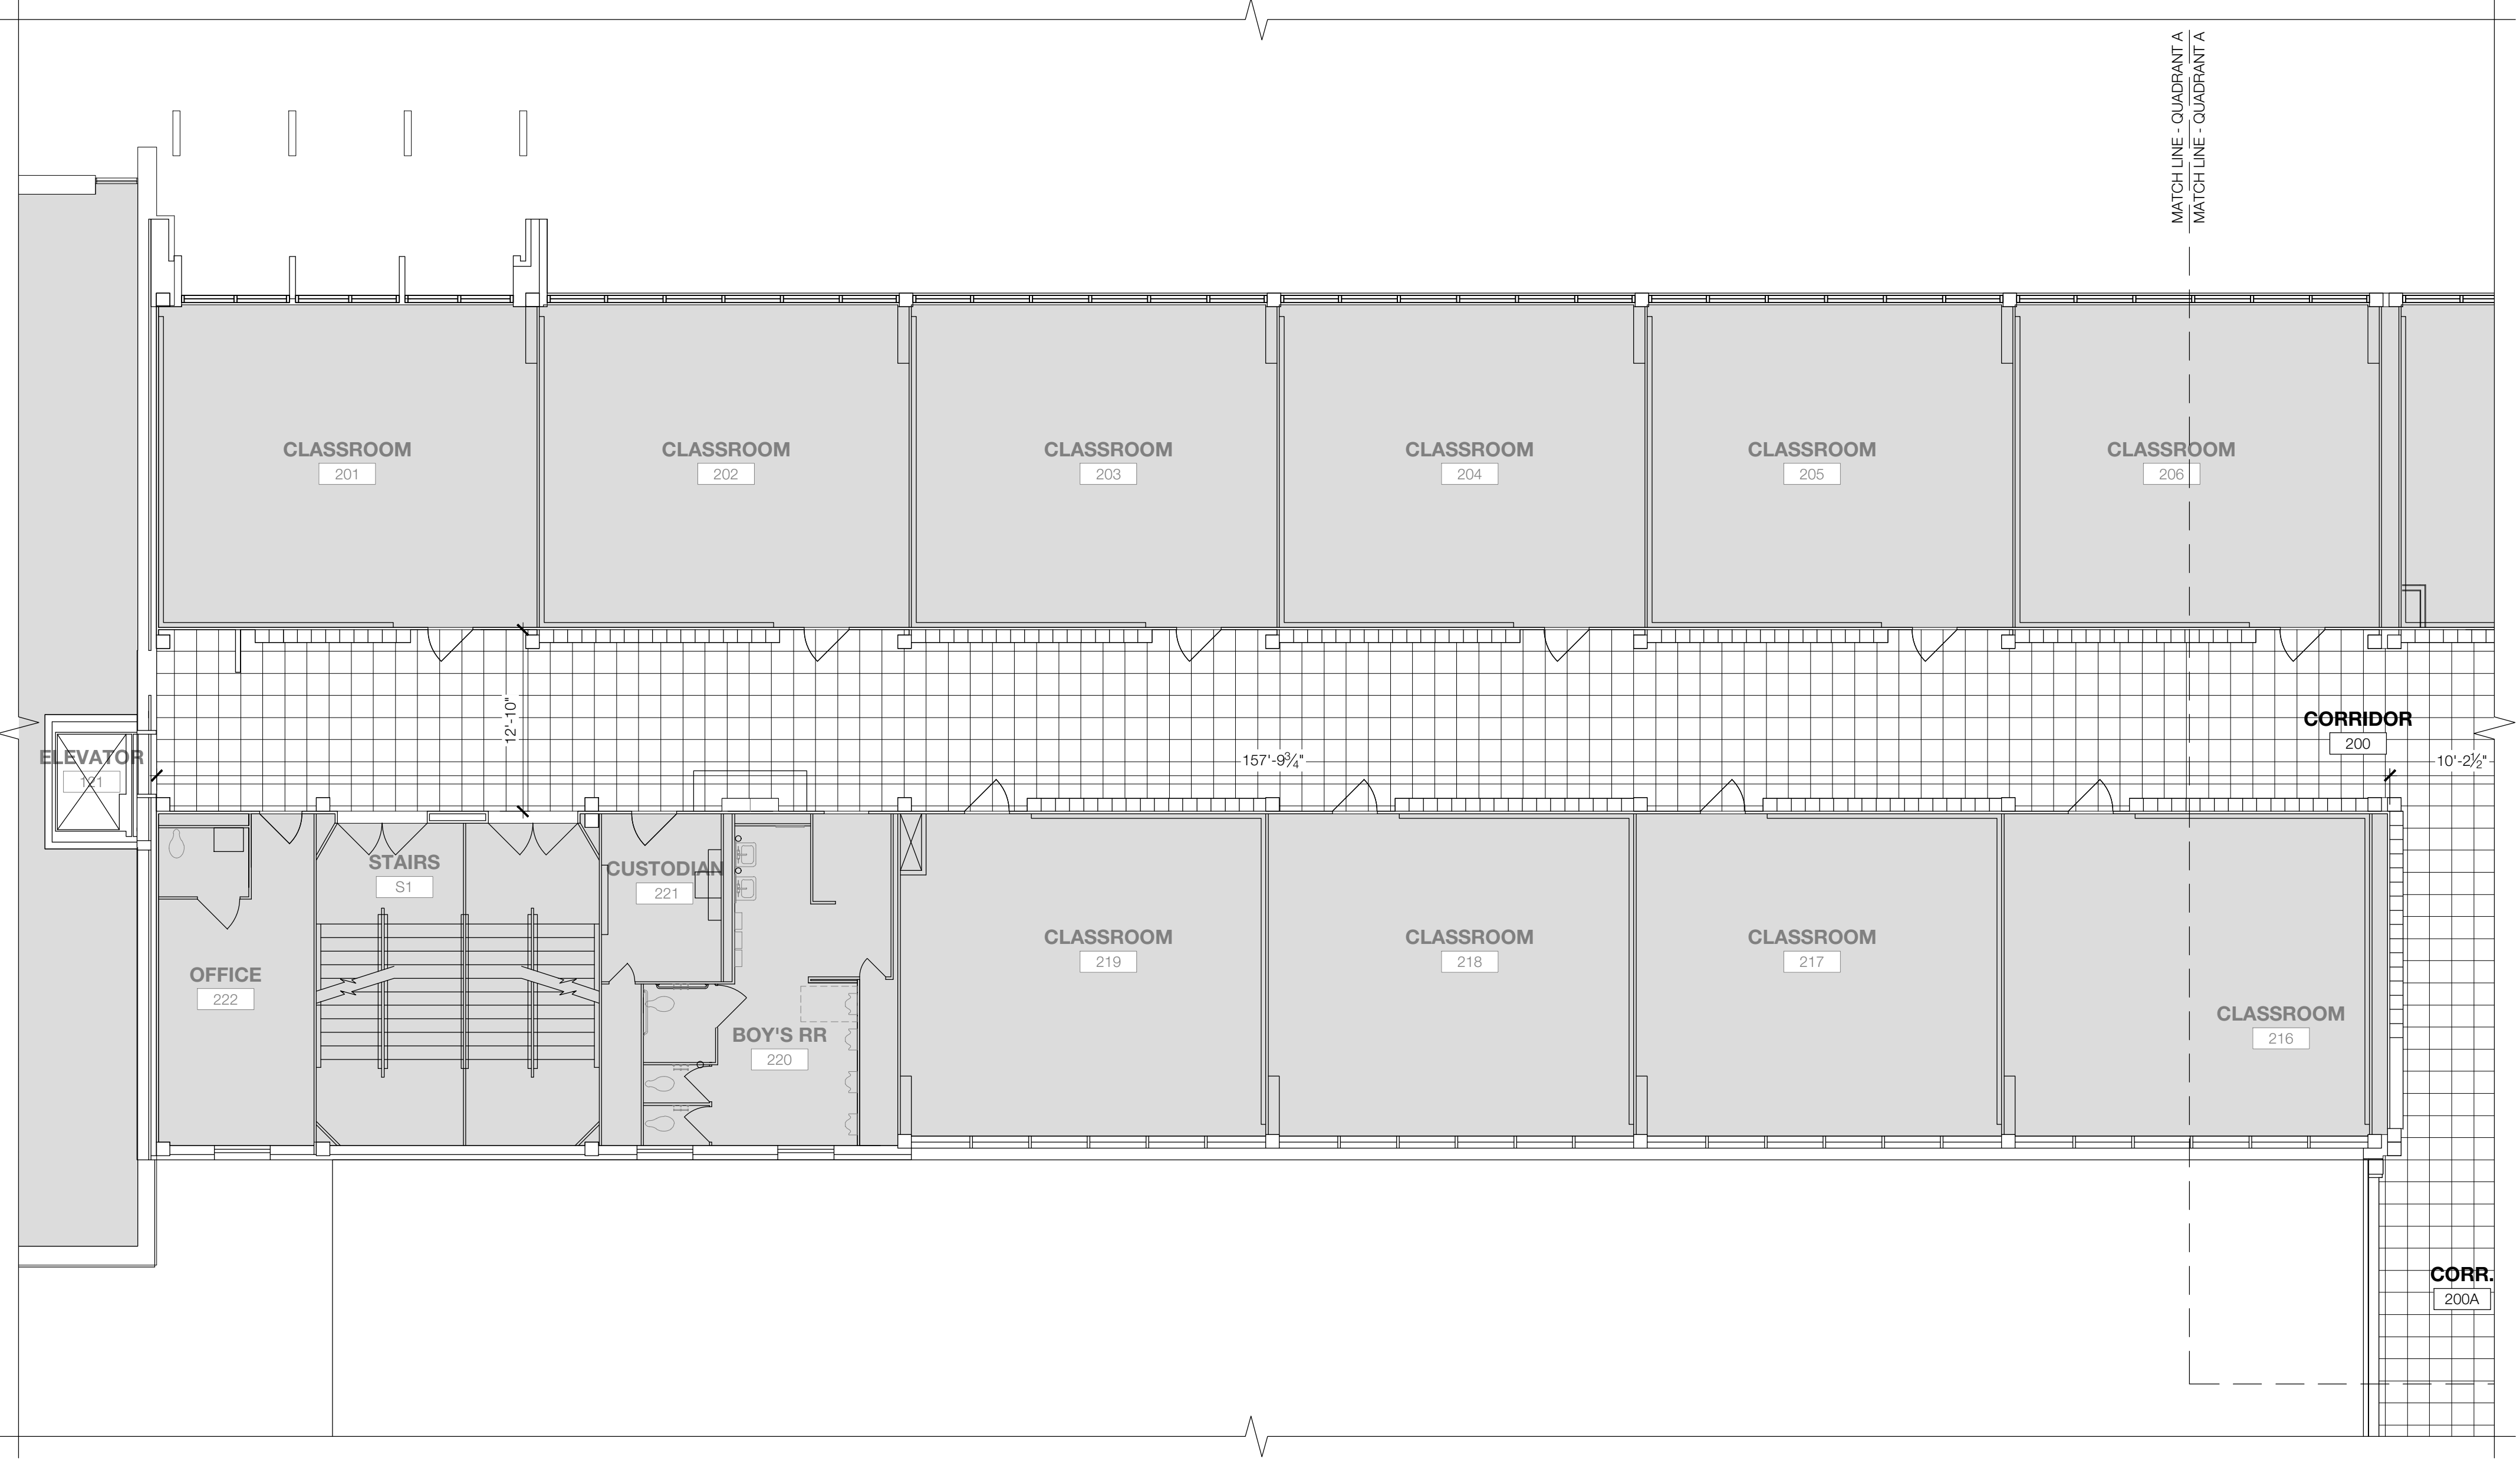 MATCH LINE - QUADRANT A
MATCH LINE - QUADRANT A
CLASSROOM
201
CLASSROOM
202
CLASSROOM
203
CLASSROOM
204
CLASSROOM
205
CLASSROOM
206
12'-10"
157'-9¾"
CORRIDOR
200
10'-2½"
ELEVATOR
121
STAIRS
S1
CUSTODIAN
221
OFFICE
222
BOY'S RR
220
CLASSROOM
219
CLASSROOM
218
CLASSROOM
217
CLASSROOM
216
CORR.
200A